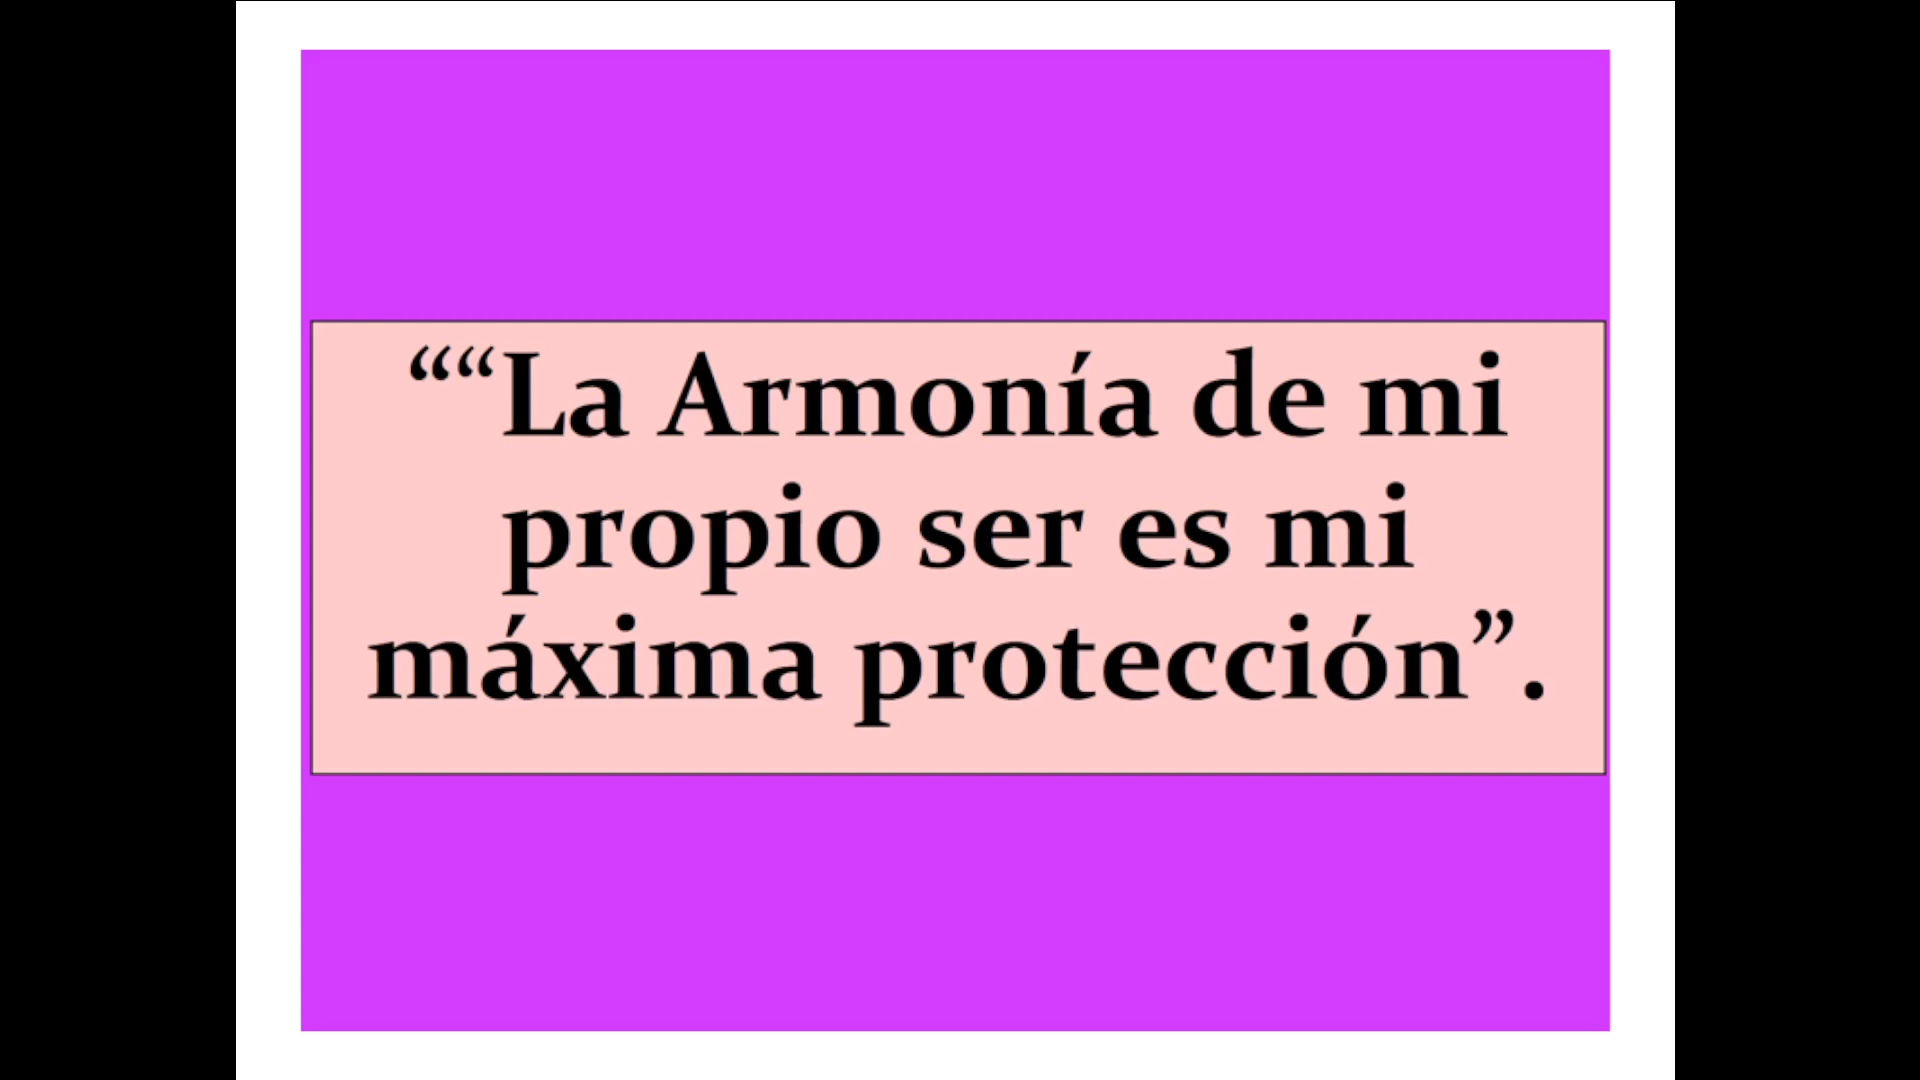 ““La Armonía de mi
propio ser es mi
máxima protección”.